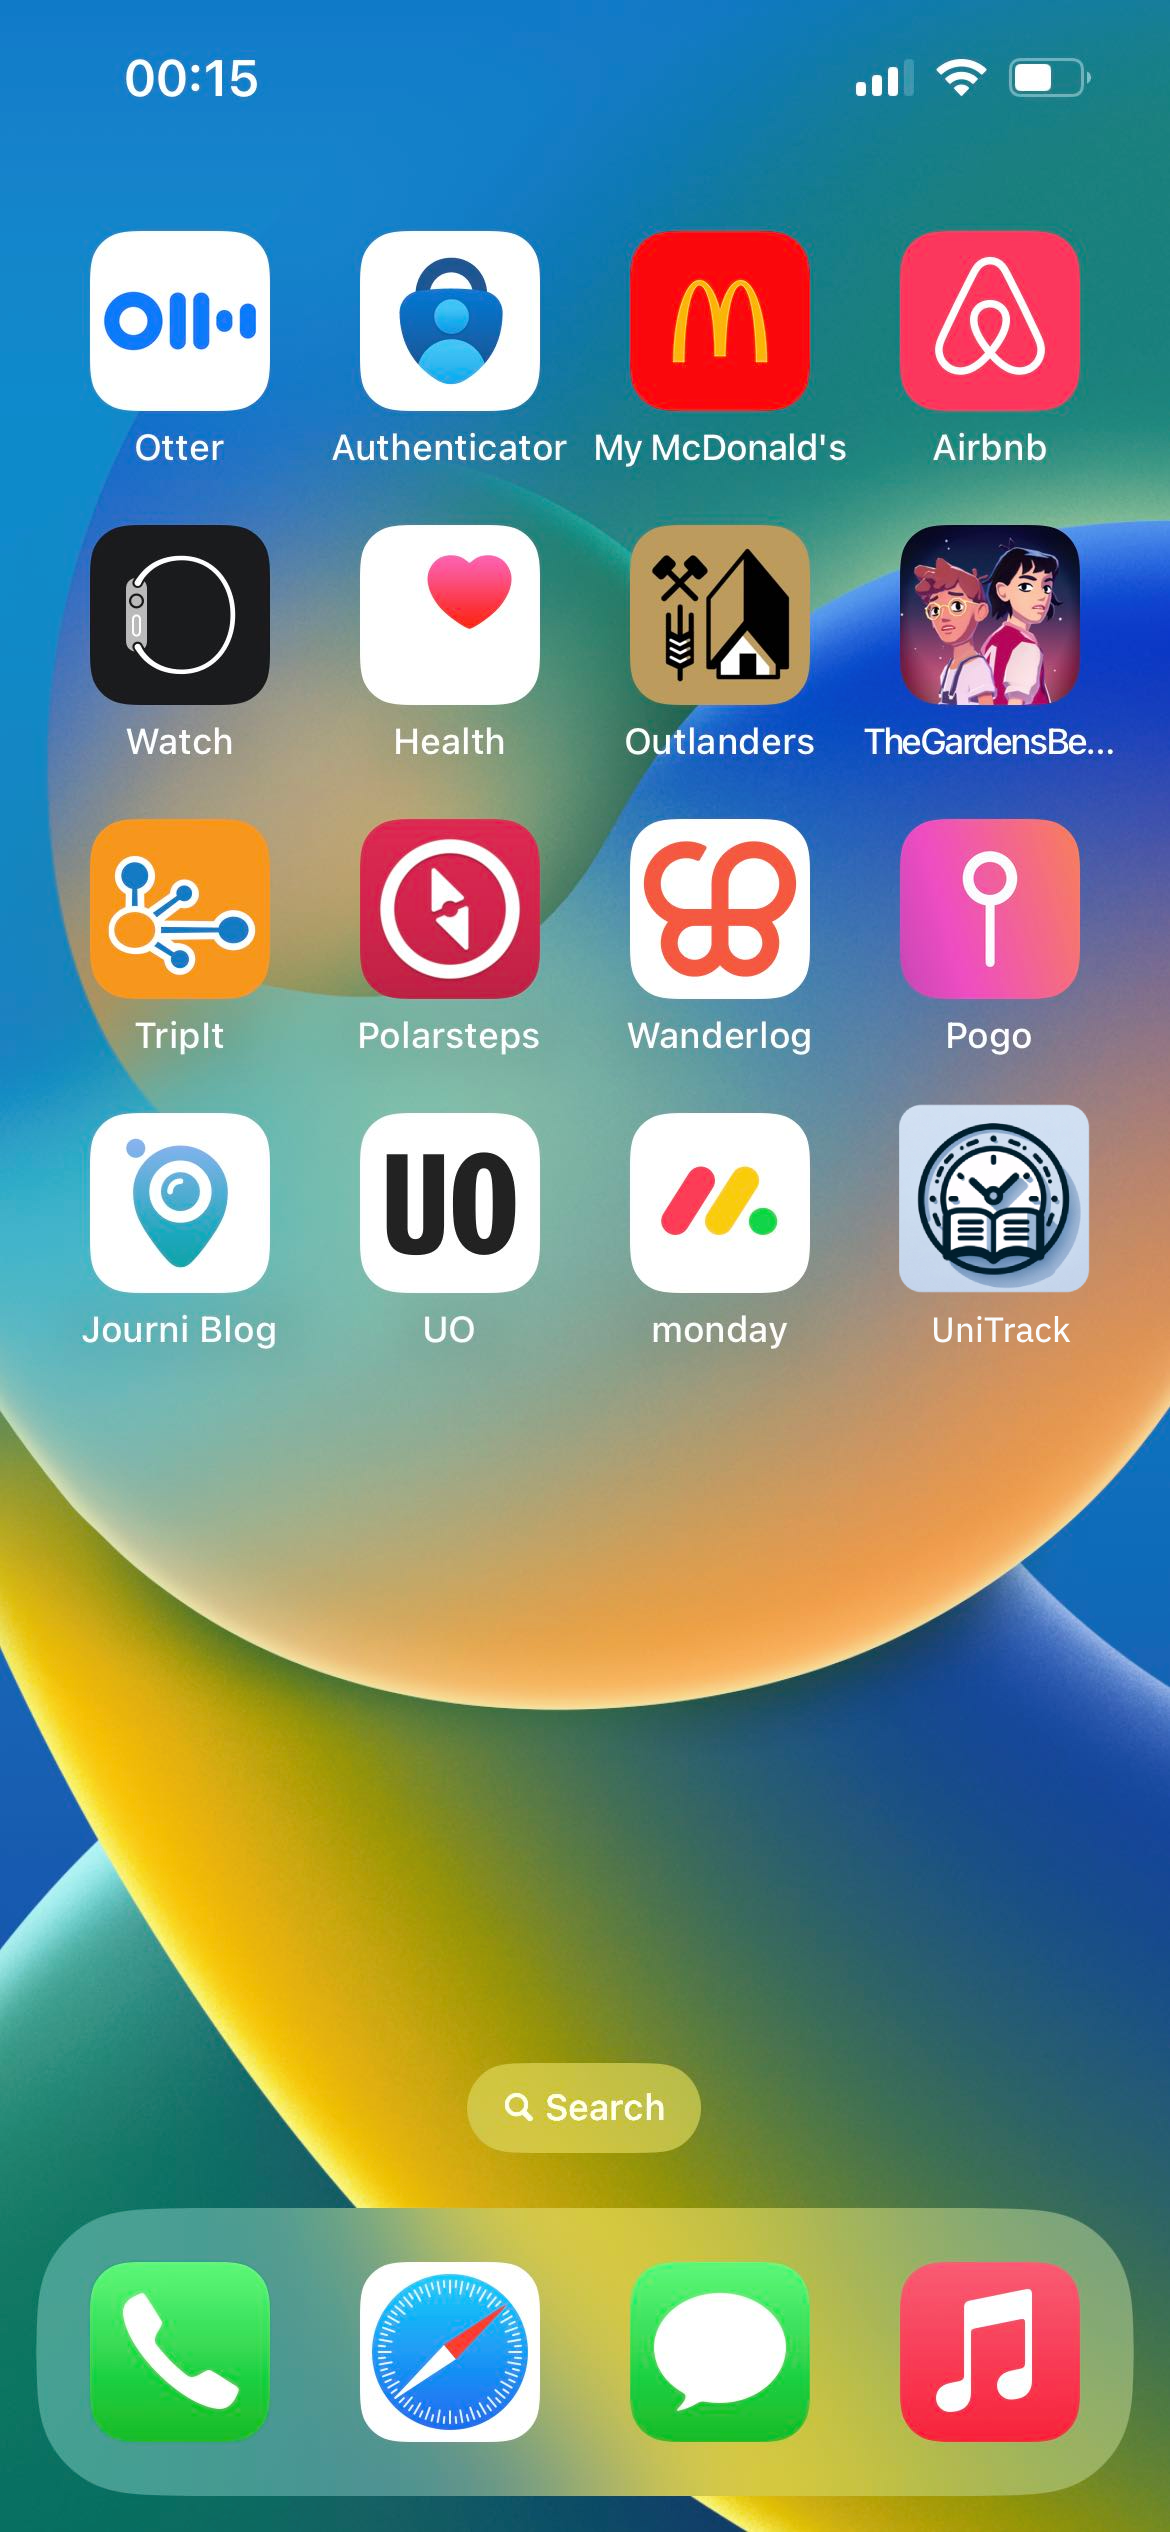 00:15
Otter
Authenticator
My McDonald's
Airbnb
Watch
Health
Outlanders
TheGardensBe...
TripIt
Polarsteps
Wanderlog
Pogo
UO
Journi Blog
UO
monday
UniTrack
Search